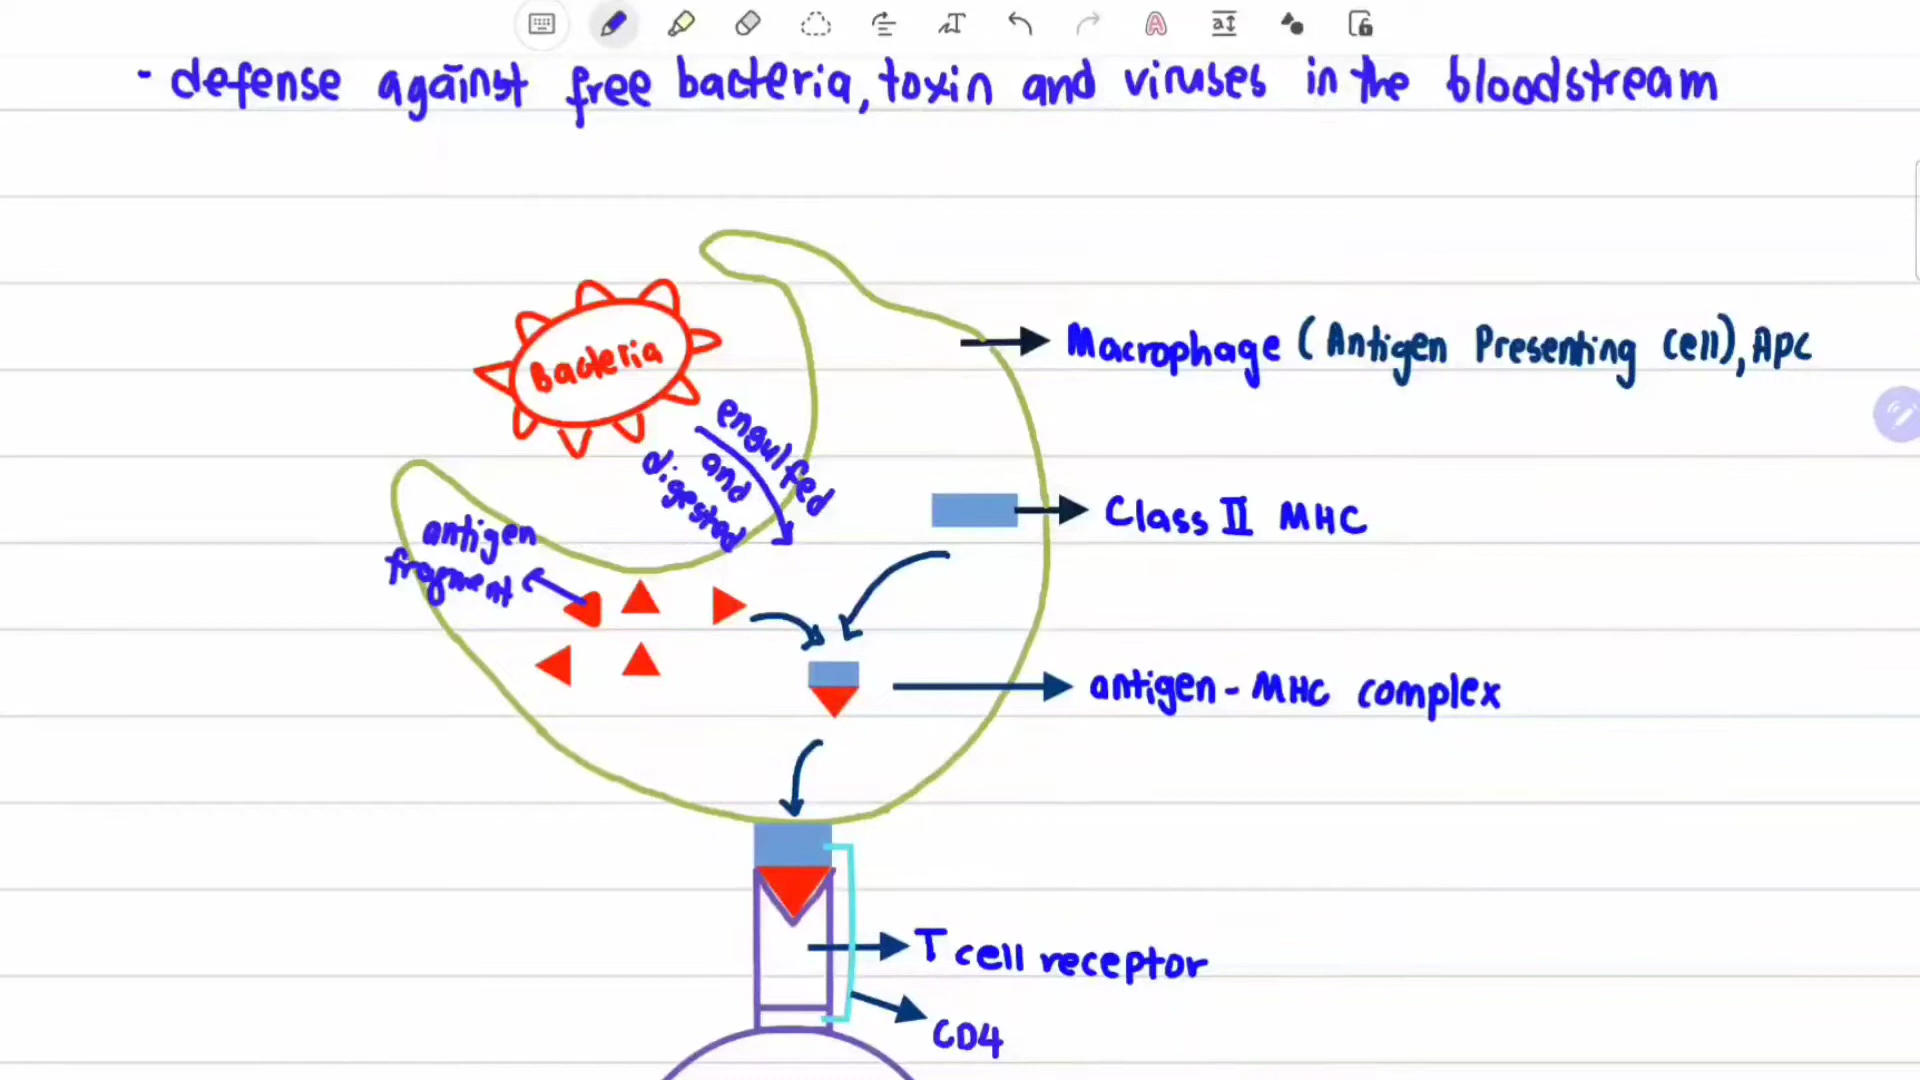 - defense against free bacteria, toxin and viruses in the bloodstream
Bacteria
Macrophage (Antigen Presenting Cell), APC
engulfed
and
digested
Class II MHC
antigen
fragment
antigen - MHC complex
T cell receptor
CD4